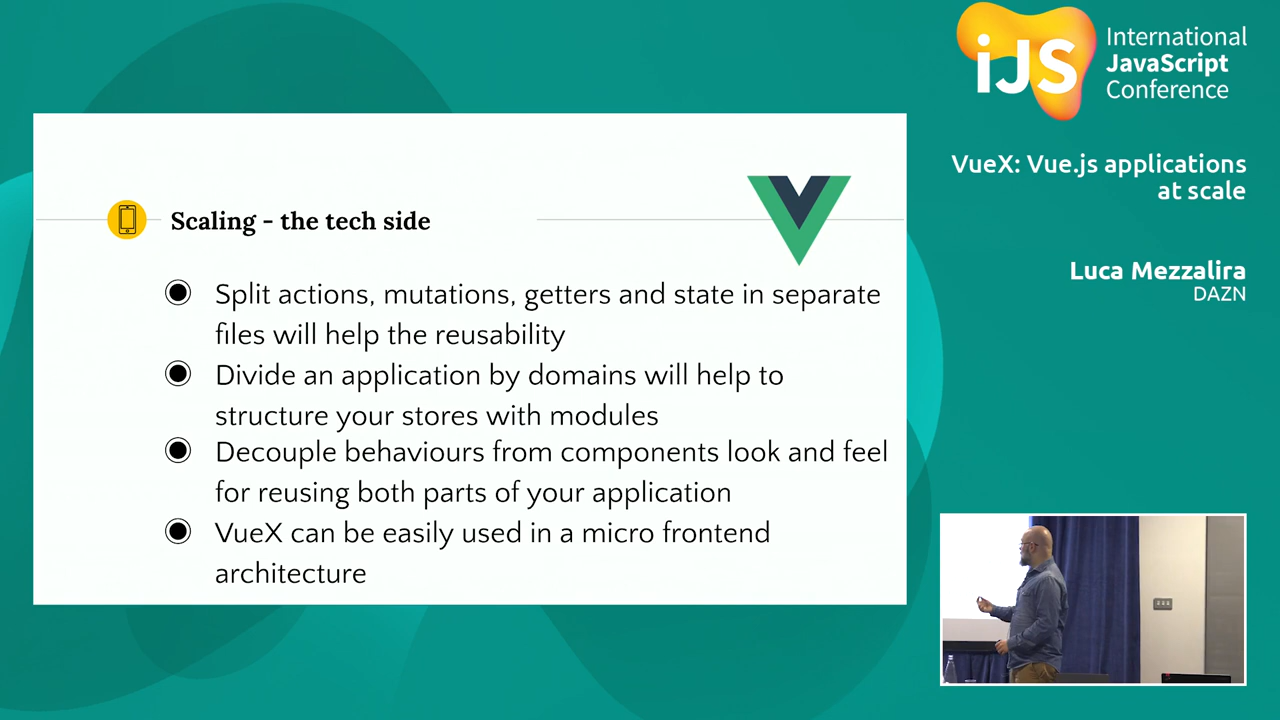 iJS
International
JavaScript
Conference
VueX: Vue.js applications
at scale
Luca Mezzalira
DAZN
Scaling - the tech side
Split actions, mutations, getters and state in separate
files will help the reusability
Divide an application by domains will help to
structure your stores with modules
Decouple behaviours from components look and feel
for reusing both parts of your application
VueX can be easily used in a micro frontend
architecture